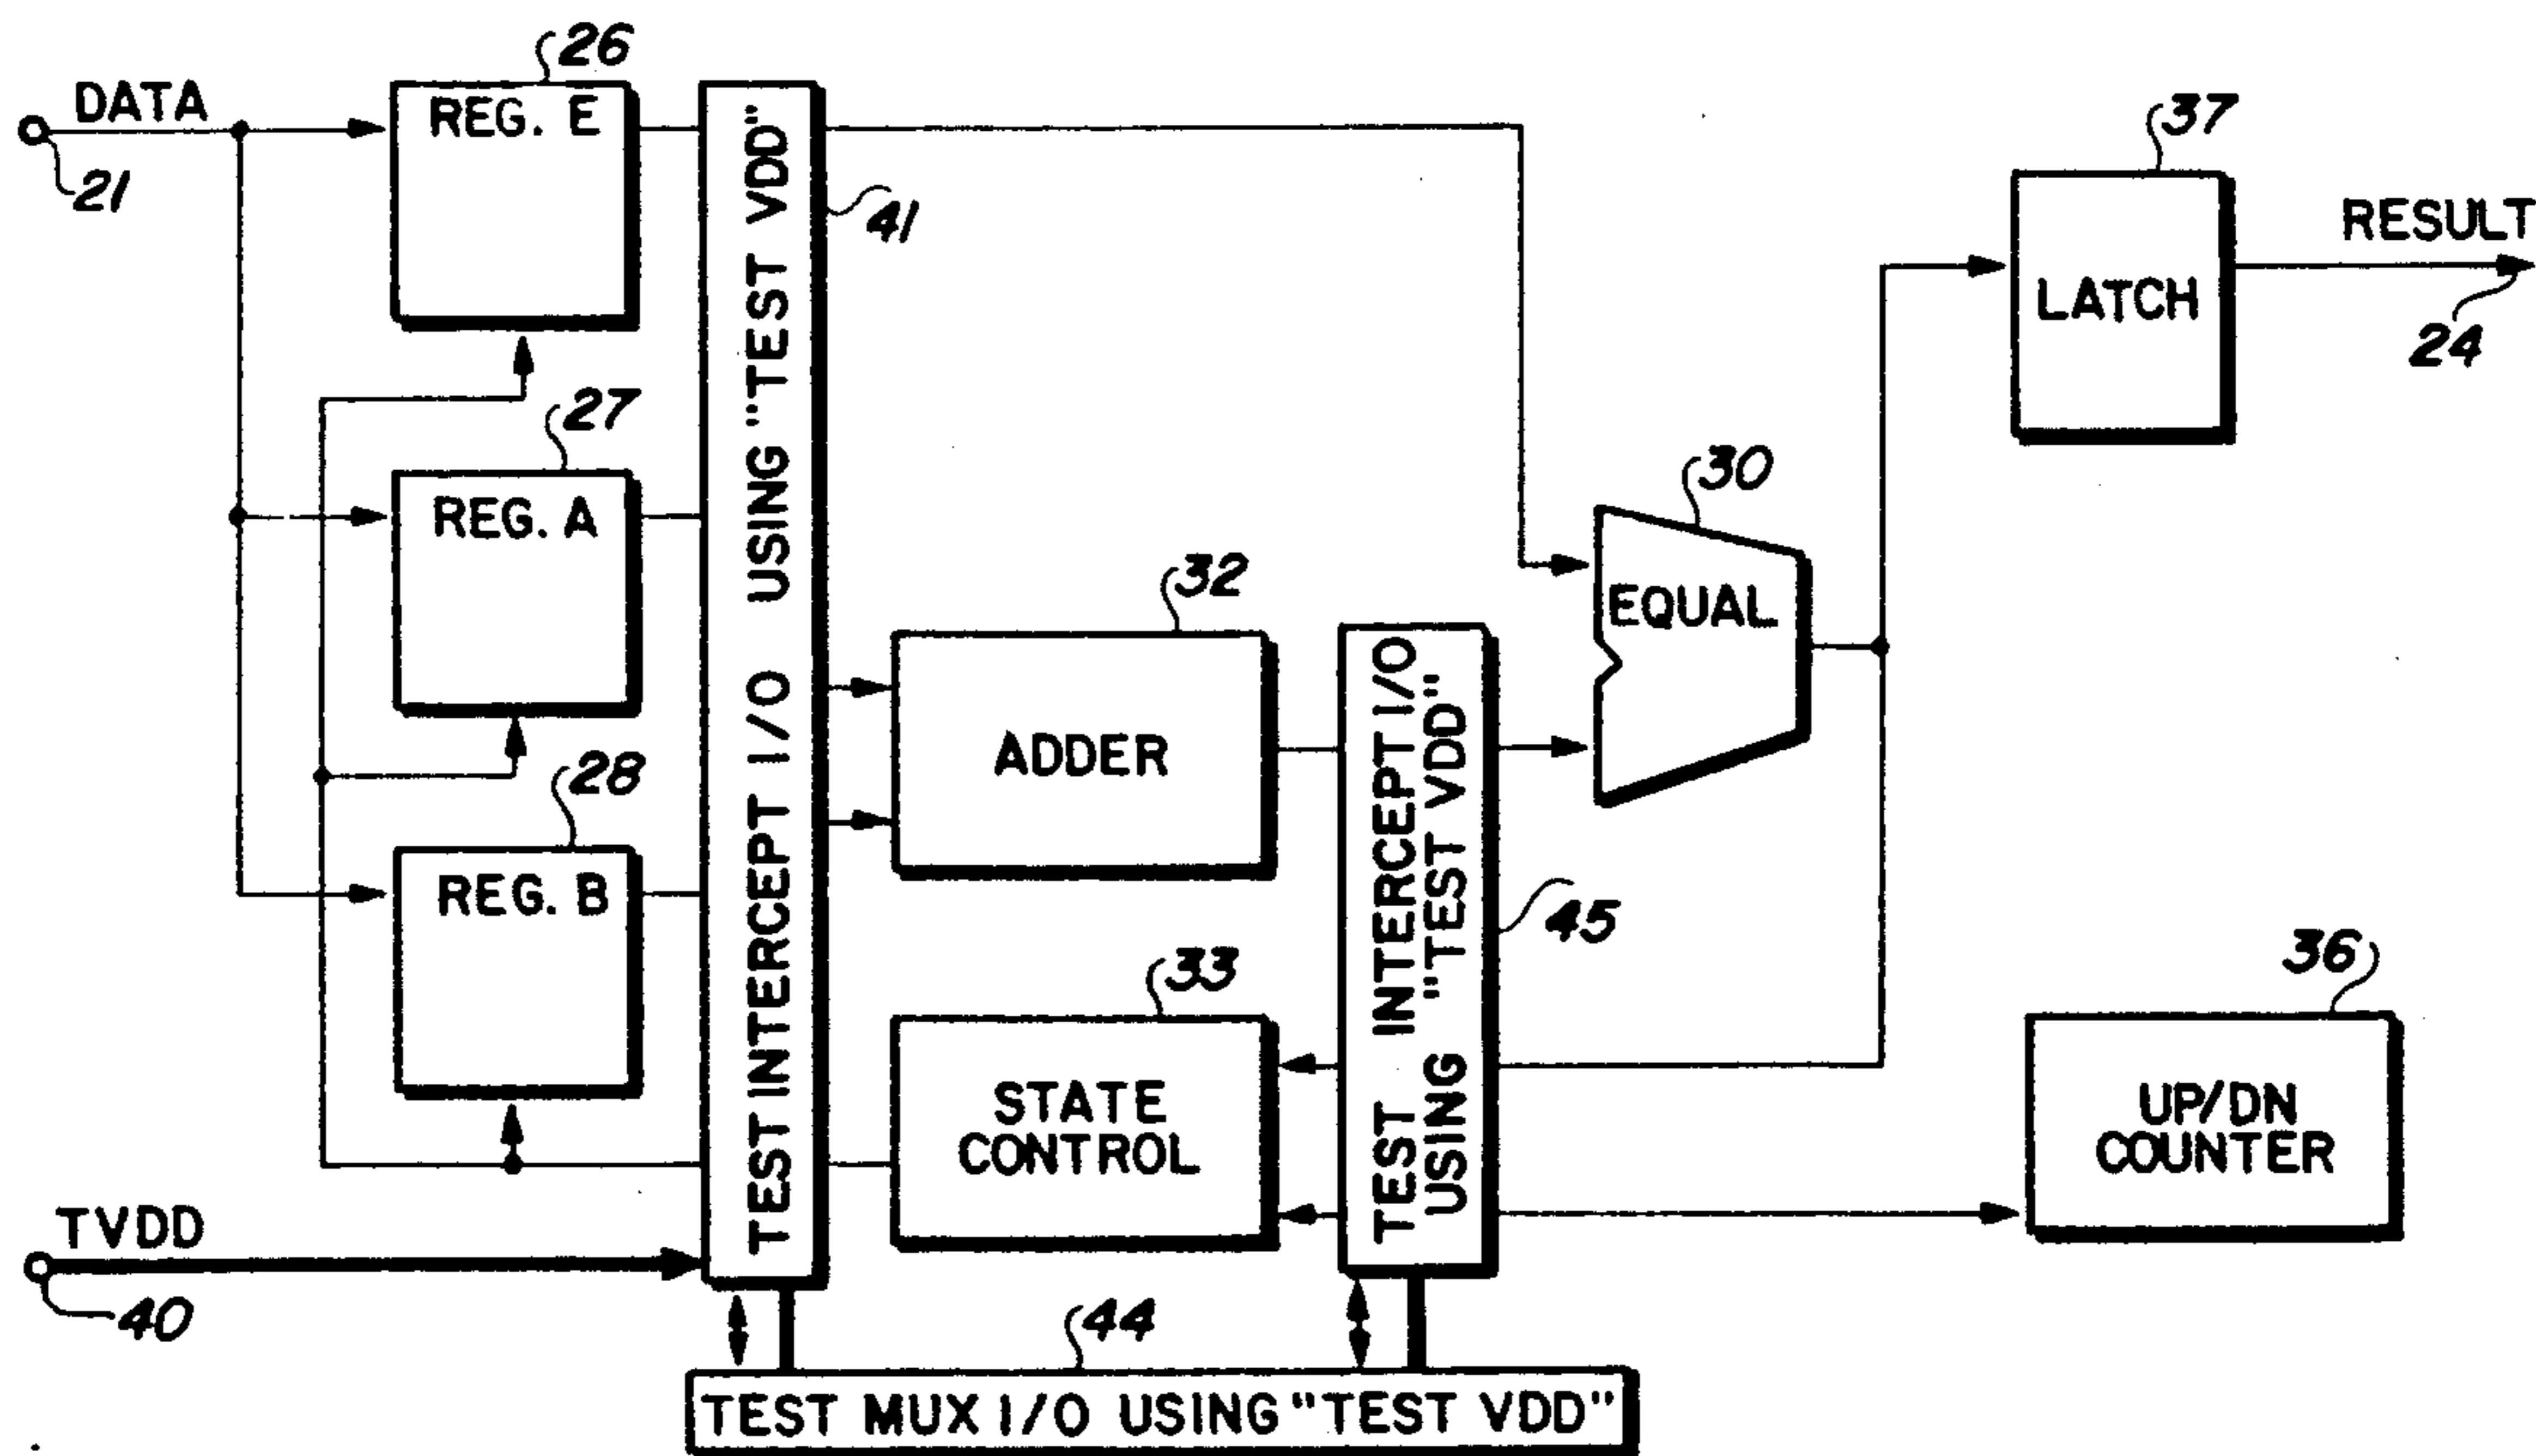 26
DATA
REG. E
21
TEST INTERCEPT I/O USING "TEST VDD"
41
37
LATCH
RESULT
24
27
REG. A
30
EQUAL
32
ADDER
28
REG. B
TEST INTERCEPT I/O
USING "TEST VDD"
45
33
STATE
CONTROL
36
UP/DN
COUNTER
TVDD
40
44
TEST MUX I/O USING "TEST VDD"